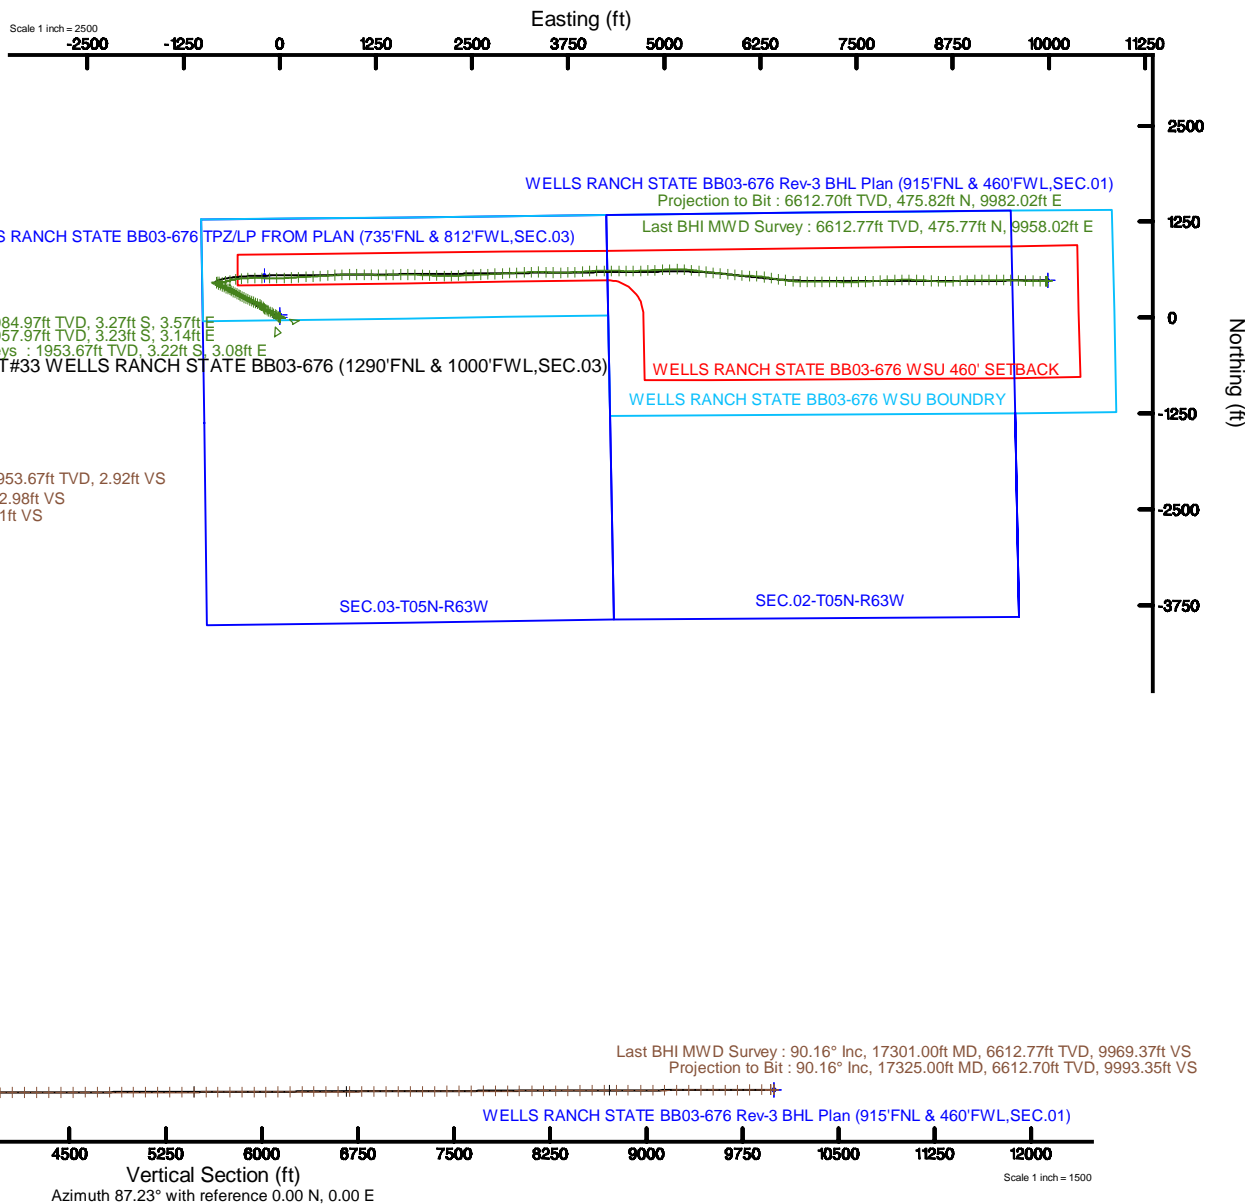 Easting (ft)
Scale 1 inch = 2500
-2500 -1250 0 1250 2500 3750 5000 6250 7500 8750 10000 11250
2500
WELLS RANCH STATE BB03-676 Rev-3 BHL Plan (915'FNL & 460'FWL,SEC.01)
Projection to Bit : 6612.70ft TVD, 475.82ft N, 9982.02ft E
1250
Last BHI MWD Survey : 6612.77ft TVD, 475.77ft N, 9958.02ft E
S RANCH STATE BB03-676 TPZ/LP FROM PLAN (735'FNL & 812'FWL,SEC.03)
0
984.97ft TVD, 3.27ft S, 3.57ft E
957.97ft TVD, 3.23ft S, 3.14ft E
eys : 1953.67ft TVD, 3.22ft S, 3.08ft E
T#33 WELLS RANCH STATE BB03-676 (1290'FNL & 1000'FWL,SEC.03)
WELLS RANCH STATE BB03-676 WSU 460' SETBACK
Northing (ft)
WELLS RANCH STATE BB03-676 WSU BOUNDRY
-1250
953.67ft TVD, 2.92ft VS
2.98ft VS
1ft VS
-2500
SEC.03-T05N-R63W
SEC.02-T05N-R63W
-3750
Last BHI MWD Survey : 90.16° Inc, 17301.00ft MD, 6612.77ft TVD, 9969.37ft VS
Projection to Bit : 90.16° Inc, 17325.00ft MD, 6612.70ft TVD, 9993.35ft VS
WELLS RANCH STATE BB03-676 Rev-3 BHL Plan (915'FNL & 460'FWL,SEC.01)
4500 5250 6000 6750 7500 8250 9000 9750 10500 11250 12000
Vertical Section (ft)
Scale 1 inch = 1500
Azimuth 87.23° with reference 0.00 N, 0.00 E